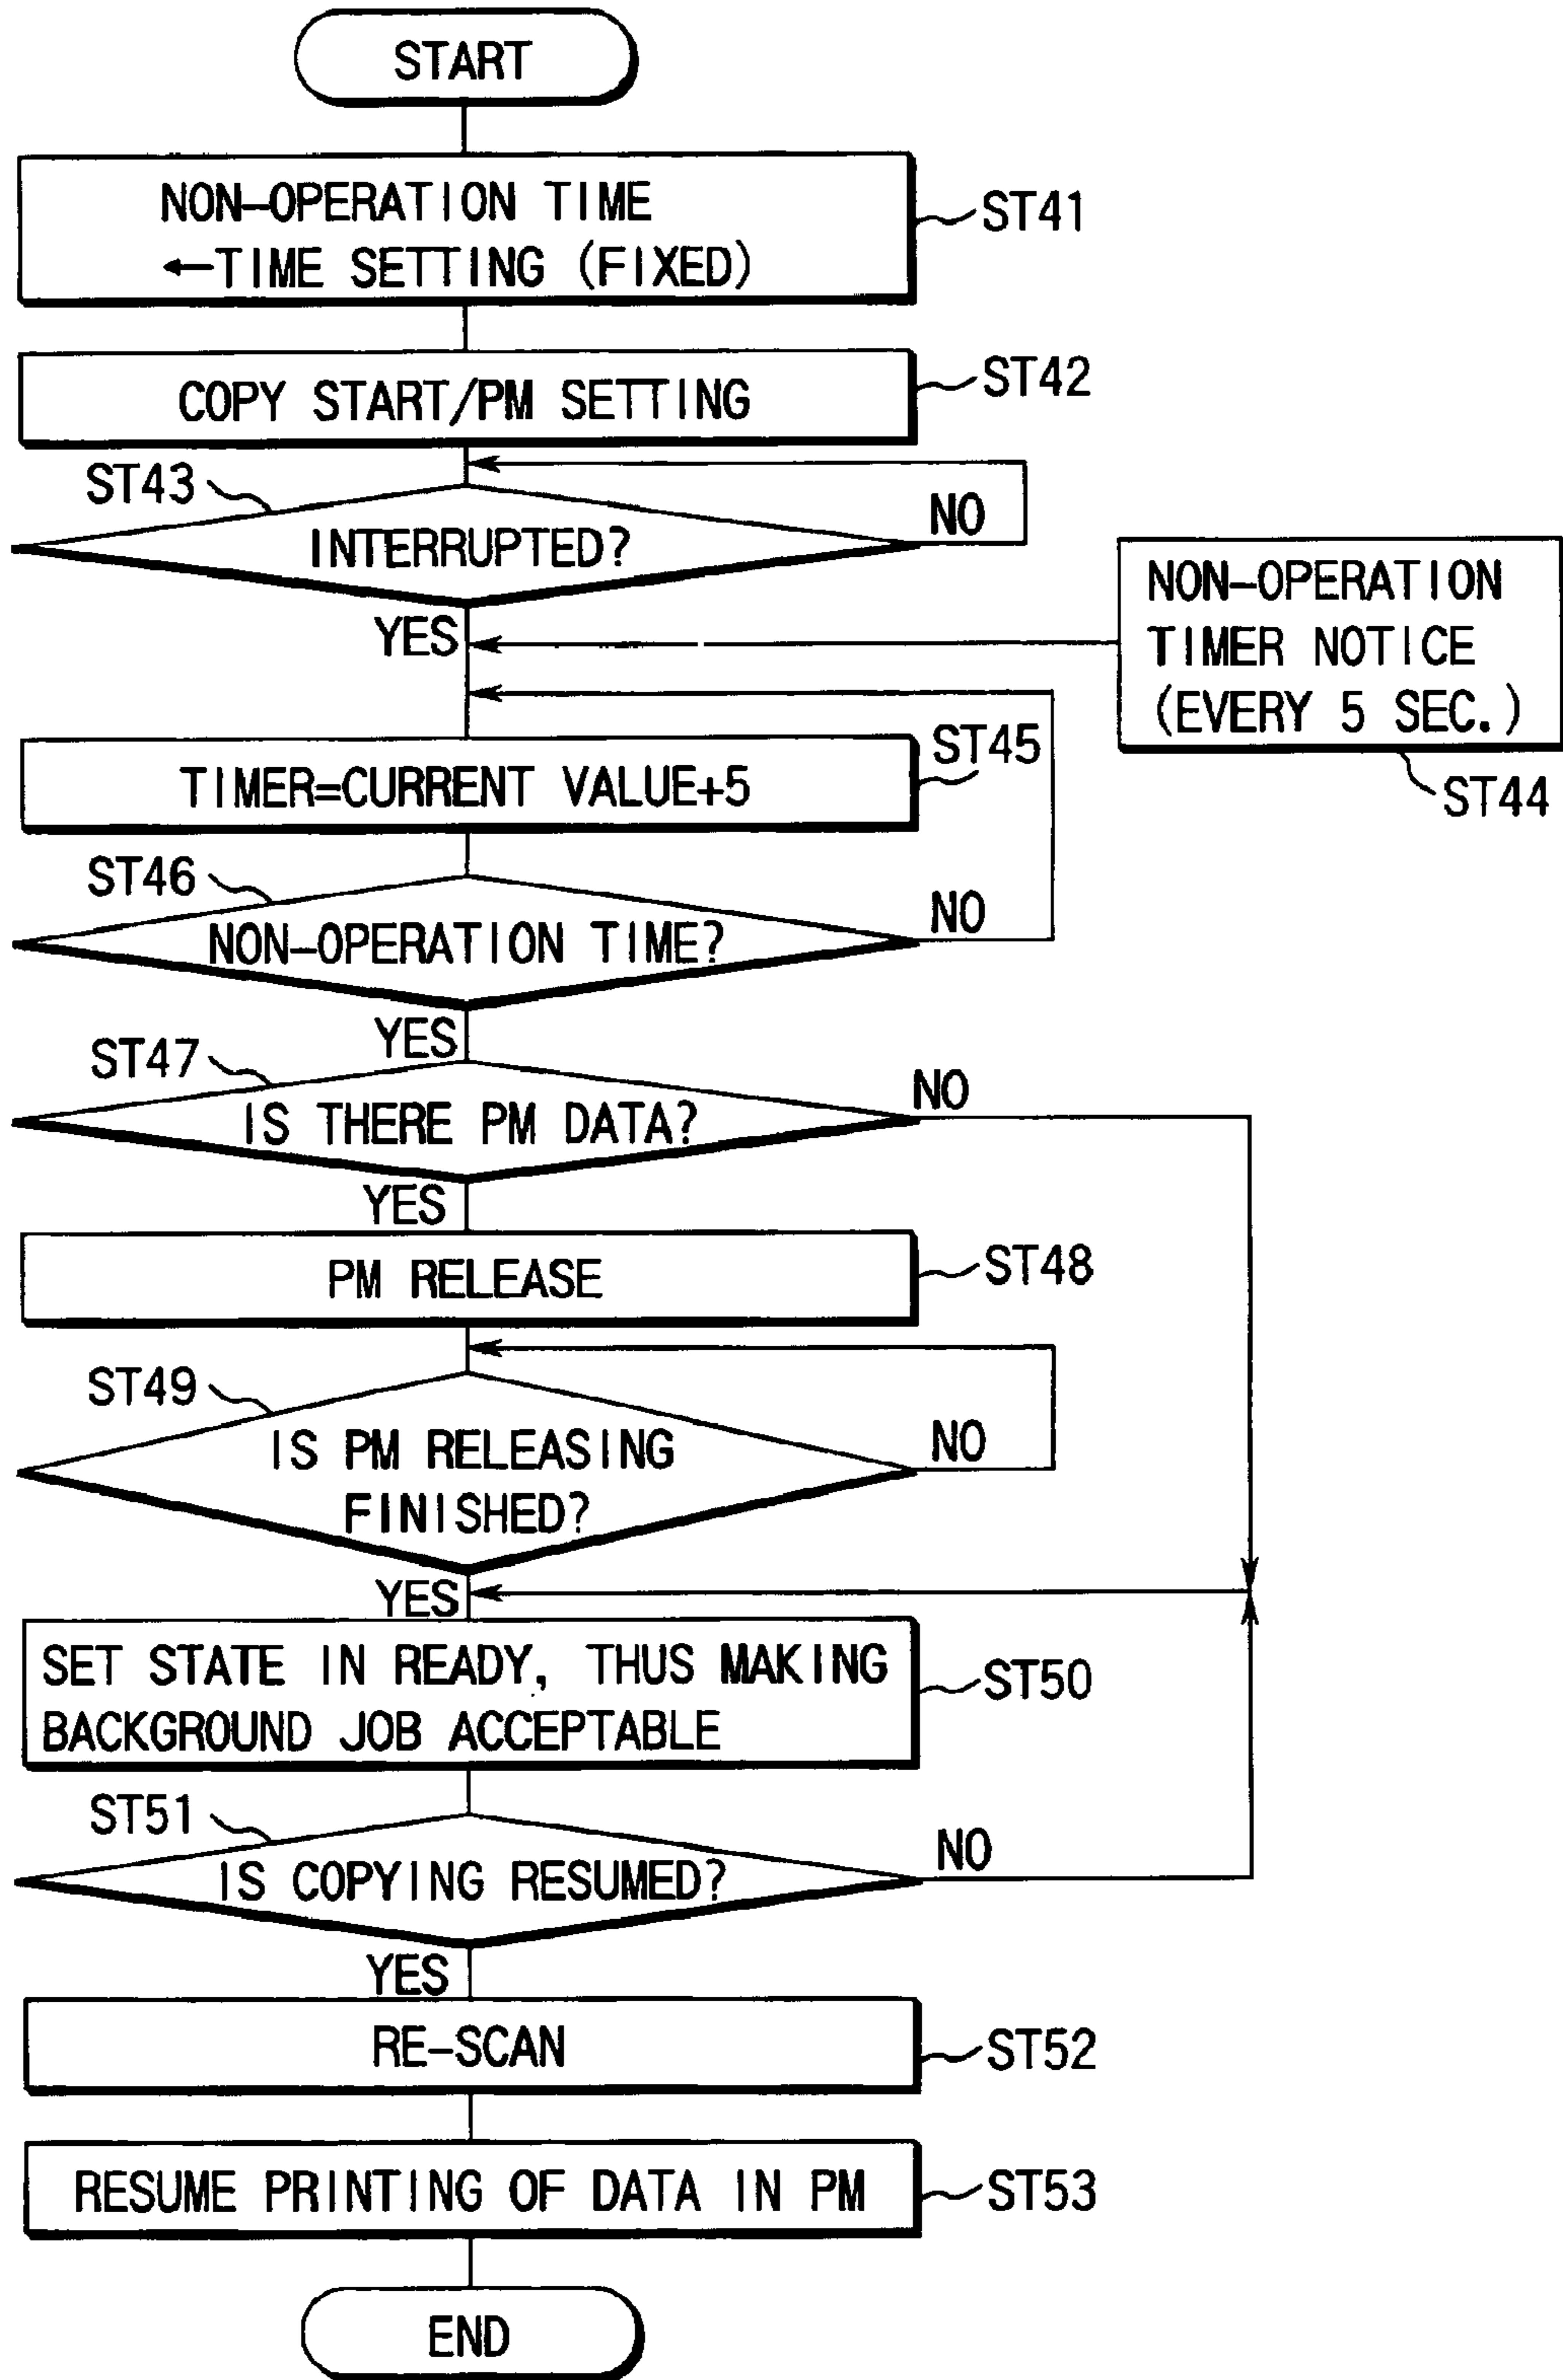 START
NON-OPERATION TIME
←TIME SETTING (FIXED)
ST41
COPY START/PM SETTING
ST42
ST43
INTERRUPTED?
NO
YES
NON-OPERATION
TIMER NOTICE
(EVERY 5 SEC.)
ST44
TIMER=CURRENT VALUE+5
ST45
ST46
NON-OPERATION TIME?
NO
YES
ST47
IS THERE PM DATA?
NO
YES
PM RELEASE
ST48
ST49
IS PM RELEASING
FINISHED?
NO
YES
SET STATE IN READY, THUS MAKING
BACKGROUND JOB ACCEPTABLE
ST50
ST51
IS COPYING RESUMED?
NO
YES
RE-SCAN
ST52
RESUME PRINTING OF DATA IN PM
ST53
END